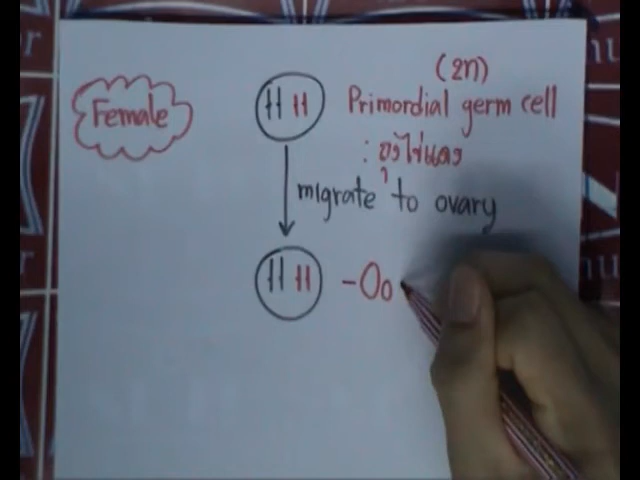 (2n)
Female
Primordial germ cell
: ถุงไข่แดง
migrate to ovary
-Oo